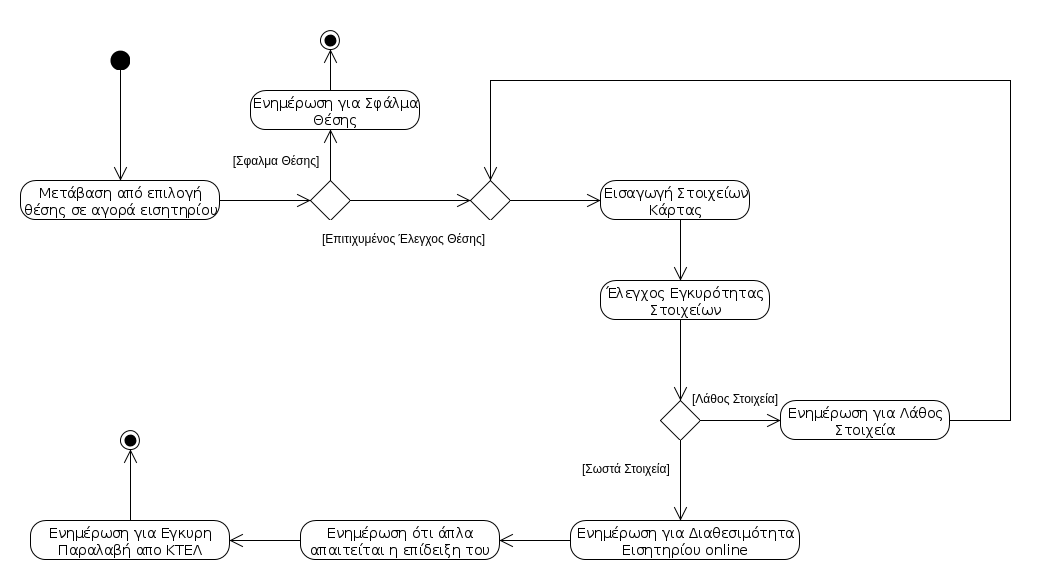 Ενημέρωση για Σφάλμα
Θέσης
[Σφαλμα Θέσης]
Μετάβαση από επιλογή
θέσης σε αγορά εισητηρίου
[Επιτιχυμένος Έλεγχος Θέσης]
Εισαγωγή Στοιχείων
Κάρτας
Έλεγχος Εγκυρότητας
Στοιχείων
[Λάθος Στοιχεία]
Ενημέρωση για Λάθος
Στοιχεία
[Σωστά Στοιχεία]
Ενημέρωση για Διαθεσιμότητα
Εισητηρίου online
Ενημέρωση ότι άπλα
απαιτείται η επίδειξη του
Ενημέρωση για Εγκυρη
Παραλαβή απο ΚΤΕΛ